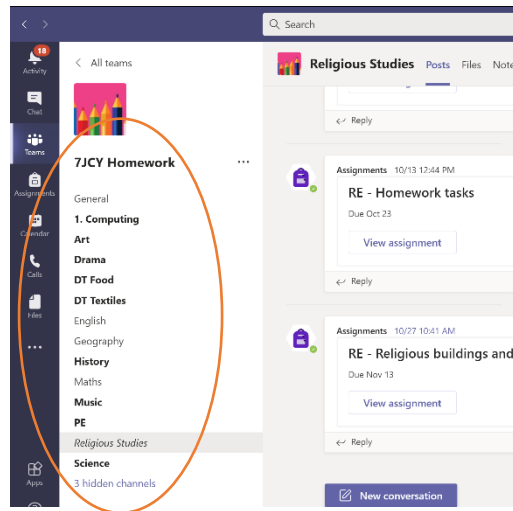 Search
18
Activity
Chat
Teams
Assignments
Calendar
Calls
Files
Apps
All teams
7JCY Homework
General
1. Computing
Art
Drama
DT Food
DT Textiles
English
Geography
History
Maths
Music
PE
Religious Studies
Science
3 hidden channels
Religious Studies Posts Files Note
Reply
Assignments 10/13 12:44 PM
RE - Homework tasks
Due Oct 23
View assignment
Reply
Assignments 10/27 10:41 AM
RE - Religious buildings and
Due Nov 13
View assignment
Reply
New conversation